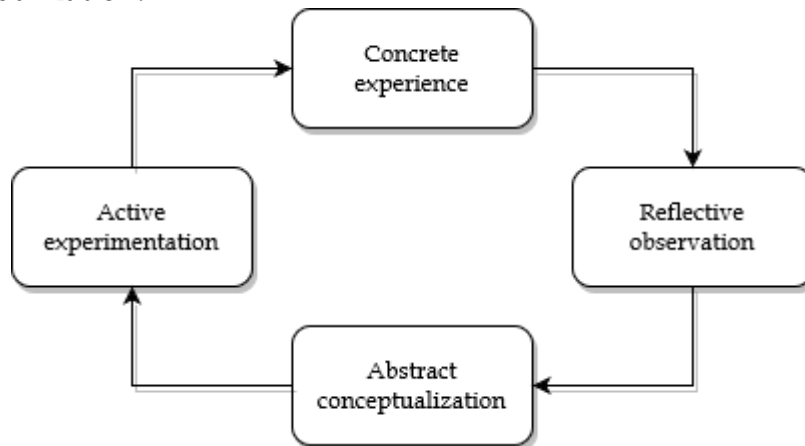 Concrete
experience
Active
experimentation
Reflective
observation
Abstract
conceptualization